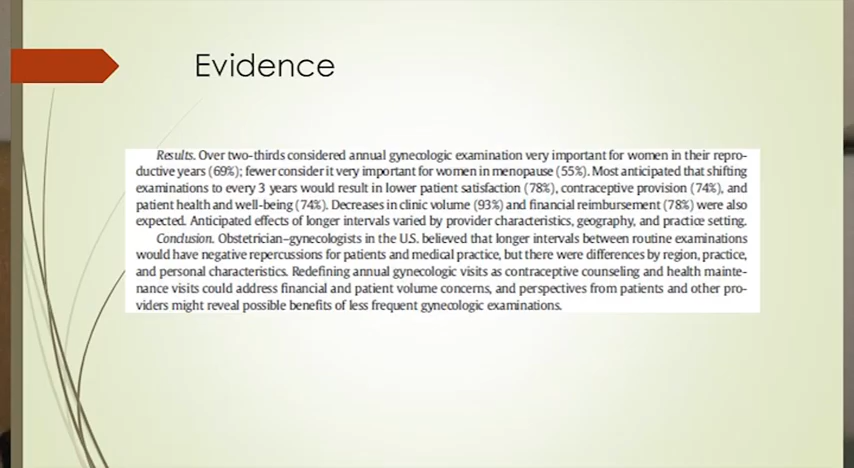 Evidence
Results. Over two-thirds considered annual gynecologic examination very important for women in their repro-
ductive years (69%); fewer consider it very important for women in menopause (55%). Most anticipated that shifting
examinations to every 3 years would result in lower patient satisfaction (78%), contraceptive provision (74%), and
patient health and well-being (74%). Decreases in clinic volume (93%) and financial reimbursement (78%) were also
expected. Anticipated effects of longer intervals varied by provider characteristics, geography, and practice setting.
Conclusion. Obstetrician–gynecologists in the U.S. believed that longer intervals between routine examinations
would have negative repercussions for patients and medical practice, but there were differences by region, practice,
and personal characteristics. Redefining annual gynecologic visits as contraceptive counseling and health mainte-
nance visits could address financial and patient volume concerns, and perspectives from patients and other pro-
viders might reveal possible benefits of less frequent gynecologic examinations.